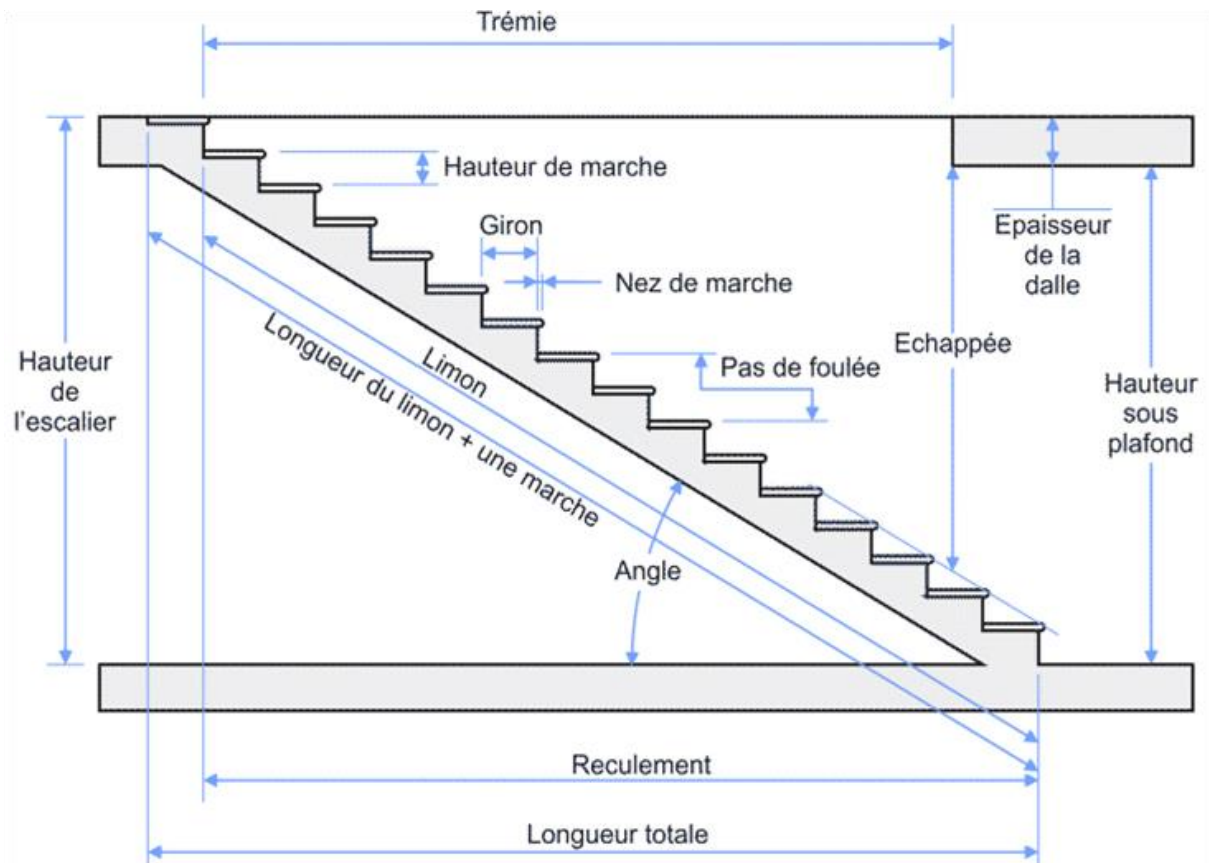 Trémie
Hauteur de marche
Giron
Nez de marche
Epaisseur
de la
dalle
Hauteur
de
l'escalier
Limon
Longueur du limon + une marche
Pas de foulée
Echappée
Hauteur
sous
plafond
Angle
Reculement
Longueur totale